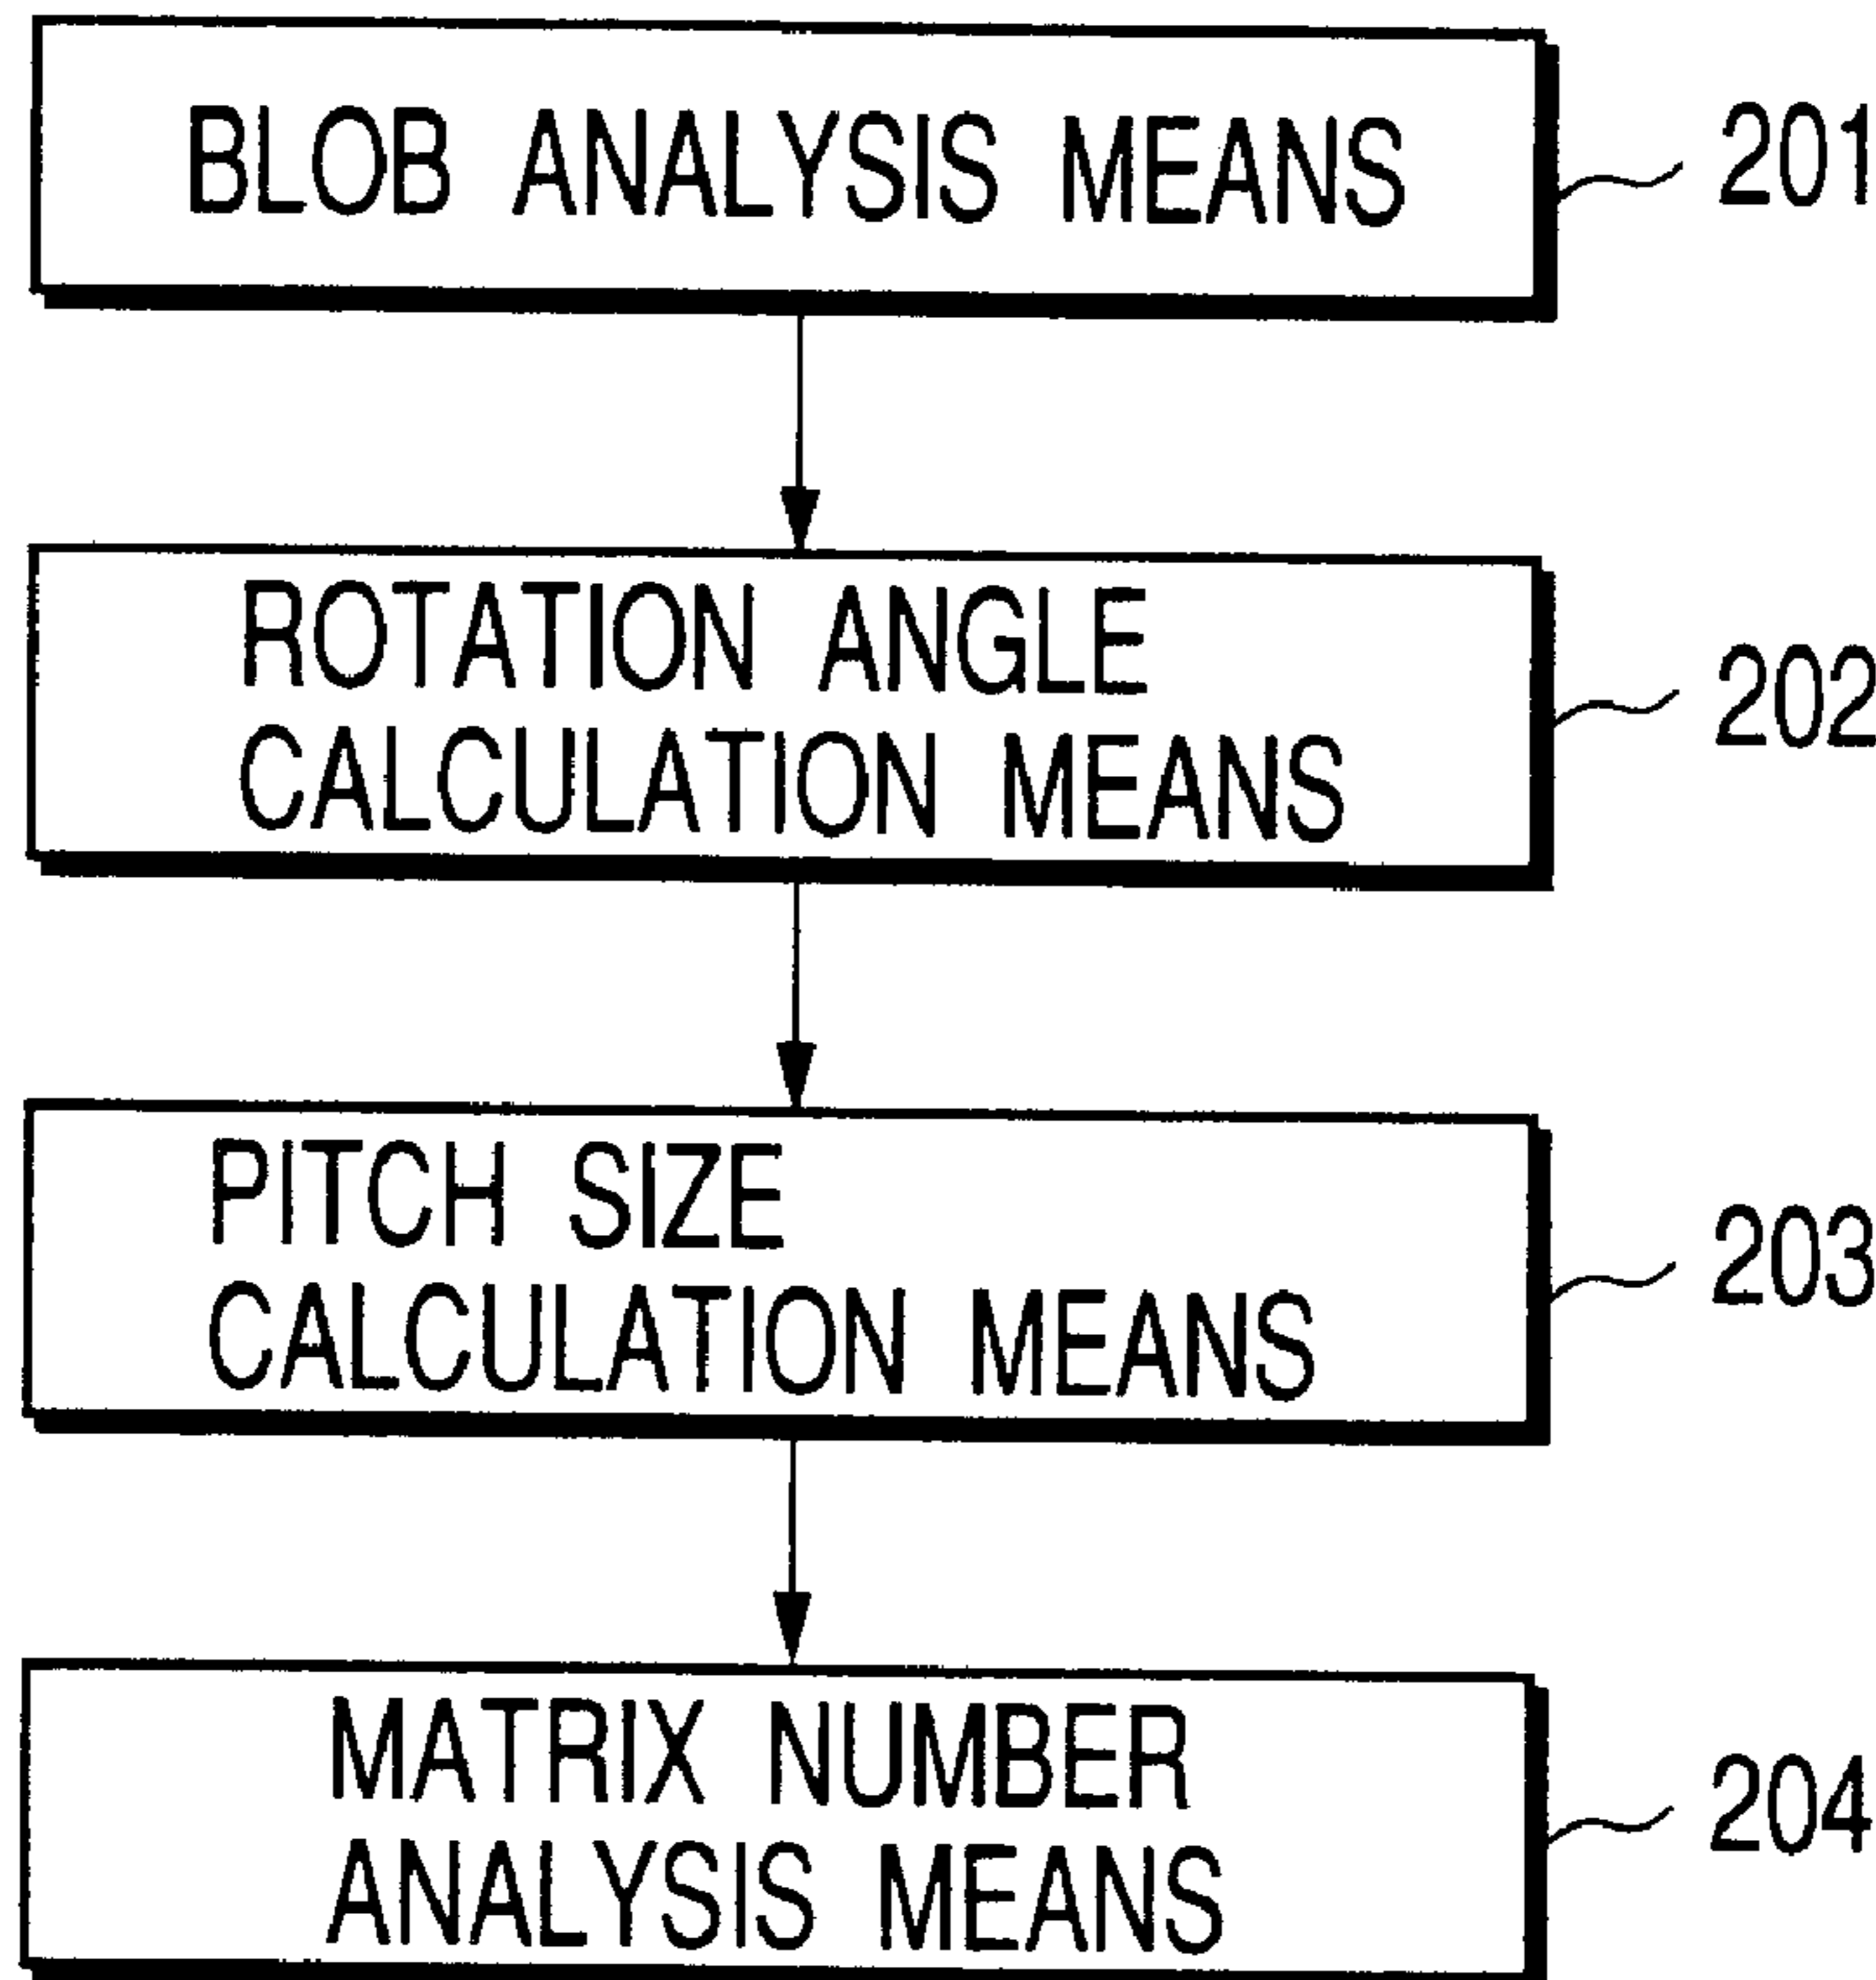 BLOB ANALYSIS MEANS
201
ROTATION ANGLE
CALCULATION MEANS
202
PITCH SIZE
CALCULATION MEANS
203
MATRIX NUMBER
ANALYSIS MEANS
204